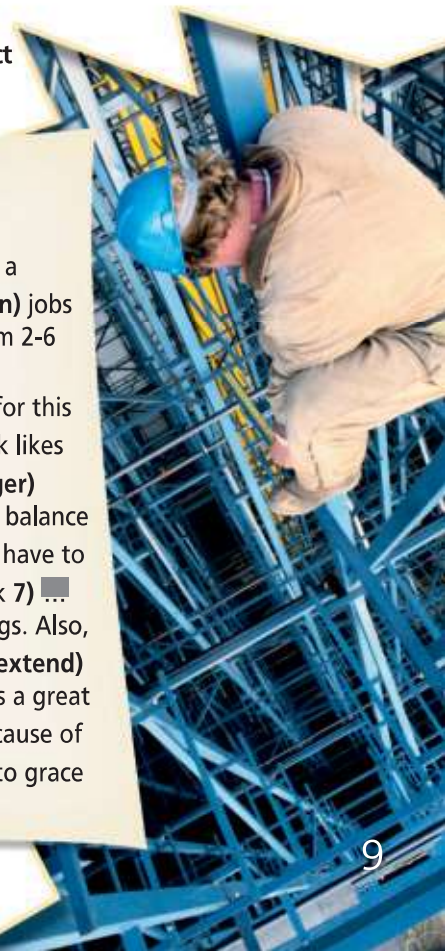 tt
a
n) jobs
m 2-6
for this
k likes
ger)
balance
have to
k 7) ...
gs. Also,
extend)
s a great
cause of
to grace
9